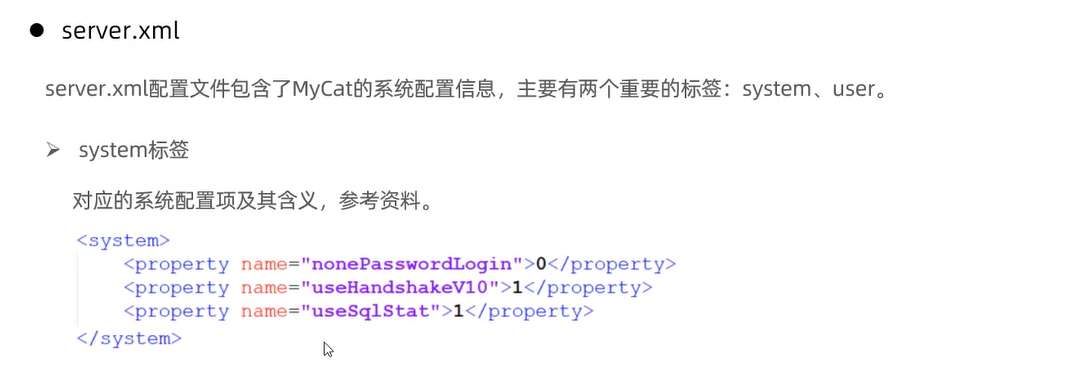 ● server.xml
server.xml配置文件包含了MyCat的系统配置信息，主要有两个重要的标签：system、user。
➢ system标签
对应的系统配置项及其含义，参考资料。
<system>
    <property name="nonePasswordLogin">0</property>
    <property name="useHandshakeV10">1</property>
    <property name="useSqlStat">1</property>
</system>